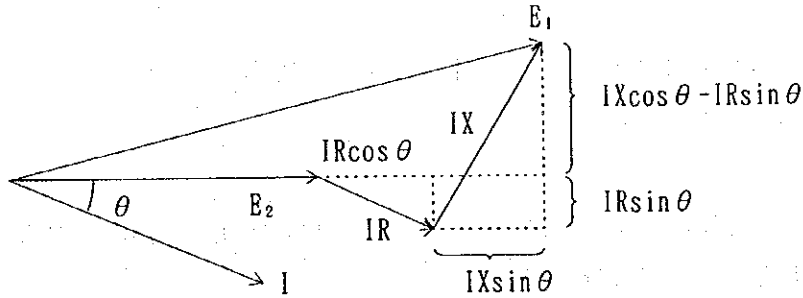 E₁
IXcosθ-IRsinθ
IX
IRcosθ
θ
E₂
IRsinθ
IR
I
IXsinθ